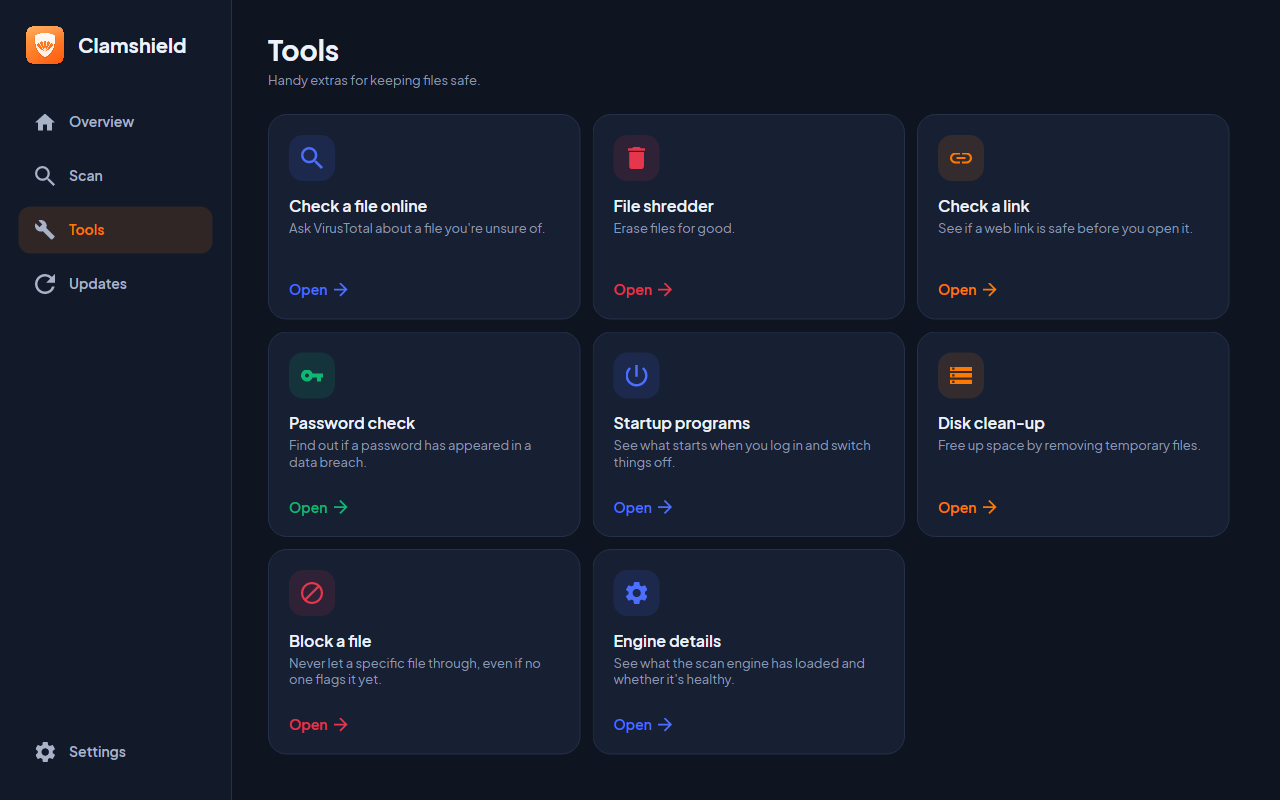 Clamshield
Overview
Scan
Tools
Updates
Settings
Tools
Handy extras for keeping files safe.
Check a file online
Ask VirusTotal about a file you're unsure of.
Open
File shredder
Erase files for good.
Open
Check a link
See if a web link is safe before you open it.
Open
Password check
Find out if a password has appeared in a
data breach.
Open
Startup programs
See what starts when you log in and switch
things off.
Open
Disk clean-up
Free up space by removing temporary files.
Open
Block a file
Never let a specific file through, even if no
one flags it yet.
Open
Engine details
See what the scan engine has loaded and
whether it's healthy.
Open